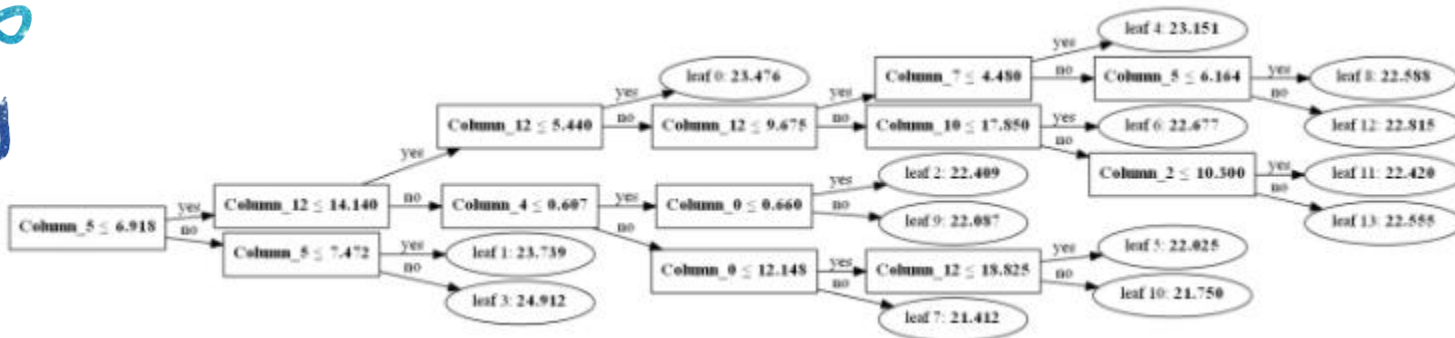 leaf 4: 23.151
yes
Column_7 ≤ 4.480
no
Column_5 ≤ 6.164
yes
leaf 8: 22.588
no
leaf 0: 23.476
yes
yes
leaf 12: 22.815
Column_12 ≤ 5.440
no
Column_12 ≤ 9.675
no
Column_10 ≤ 17.850
yes
leaf 6: 22.677
no
yes
leaf 2: 22.409
Column_2 ≤ 10.300
yes
leaf 11: 22.420
no
yes
Column_12 ≤ 14.140
no
Column_4 ≤ 0.607
yes
Column_0 ≤ 0.660
yes
no
leaf 9: 22.087
leaf 13: 22.555
Column_5 ≤ 6.918
yes
no
no
Column_5 ≤ 7.472
yes
leaf 1: 23.739
no
leaf 3: 24.912
Column_0 ≤ 12.148
yes
no
Column_12 ≤ 18.825
yes
leaf 5: 22.025
no
leaf 10: 21.750
leaf 7: 21.412